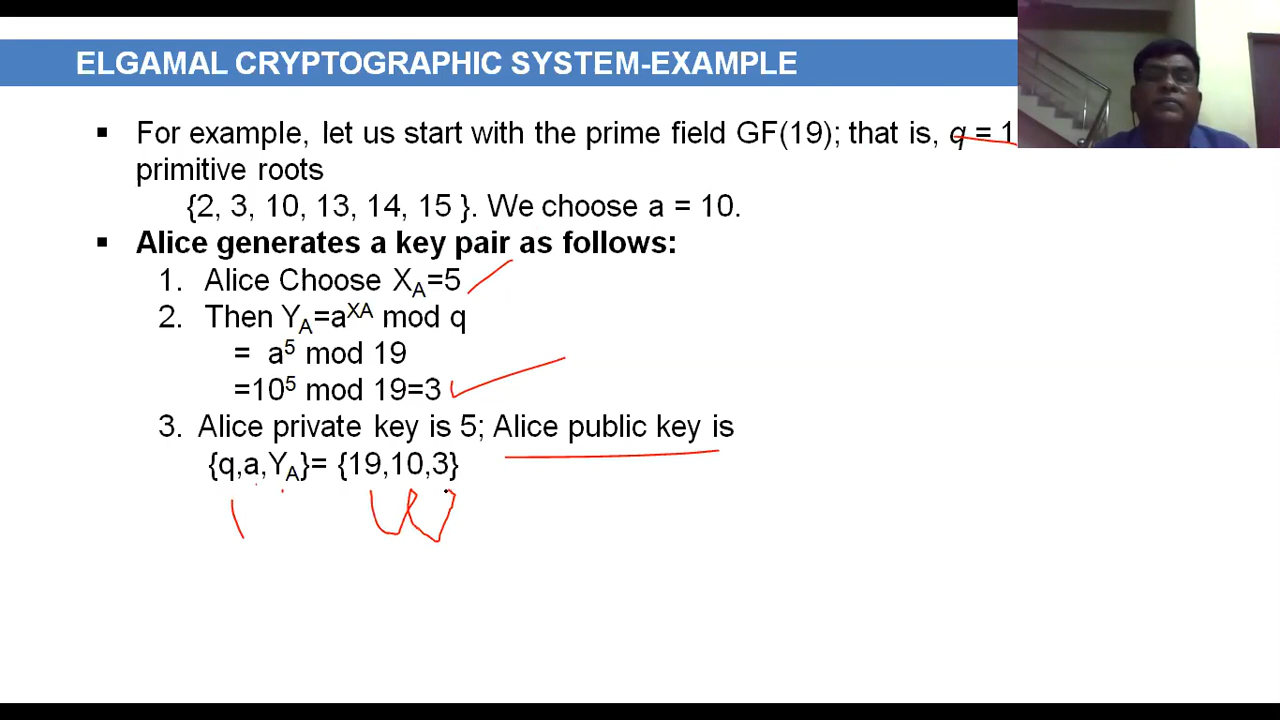 ELGAMAL CRYPTOGRAPHIC SYSTEM-EXAMPLE
▪ For example, let us start with the prime field GF(19); that is, q = 1
primitive roots
{2, 3, 10, 13, 14, 15 }. We choose a = 10.
▪ Alice generates a key pair as follows:
1. Alice Choose X_A=5
2. Then Y_A=a^XA mod q
= a⁵ mod 19
=10⁵ mod 19=3
3. Alice private key is 5; Alice public key is
{q,a,Y_A}= {19,10,3}